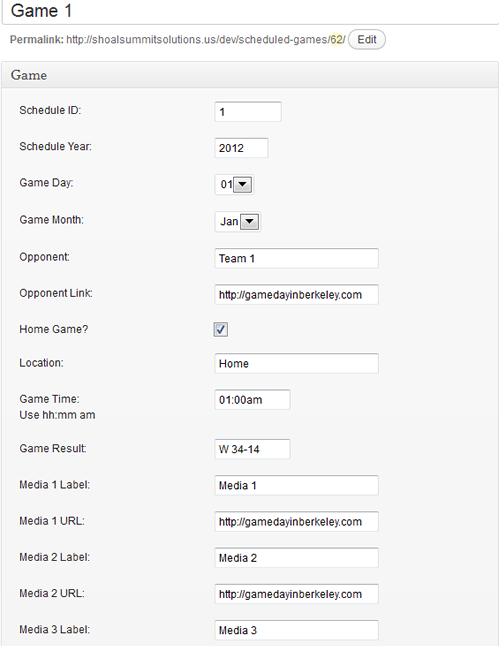 Game 1
Permalink: http://shoalsummitsolutions.us/dev/scheduled-games/62/ Edit
Game
Schedule ID: 1
Schedule Year: 2012
Game Day: 01
Game Month: Jan
Opponent: Team 1
Opponent Link: http://gamedayinberkeley.com
Home Game?
Location: Home
Game Time: 01:00am
Use hh:mm am
Game Result: W 34-14
Media 1 Label: Media 1
Media 1 URL: http://gamedayinberkeley.com
Media 2 Label: Media 2
Media 2 URL: http://gamedayinberkeley.com
Media 3 Label: Media 3